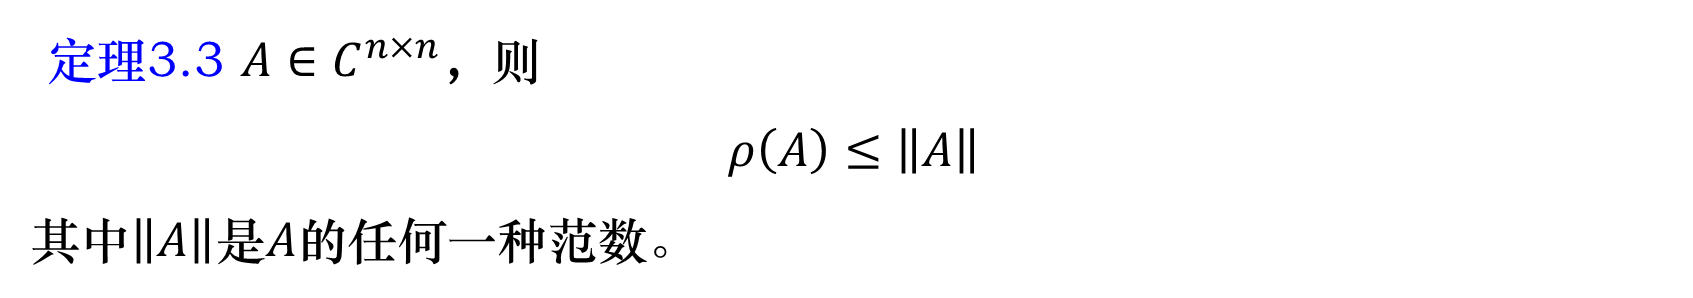 定理3.3 A ∈ C^{n×n}，则
ρ(A) ≤ ‖A‖
其中‖A‖是A的任何一种范数。